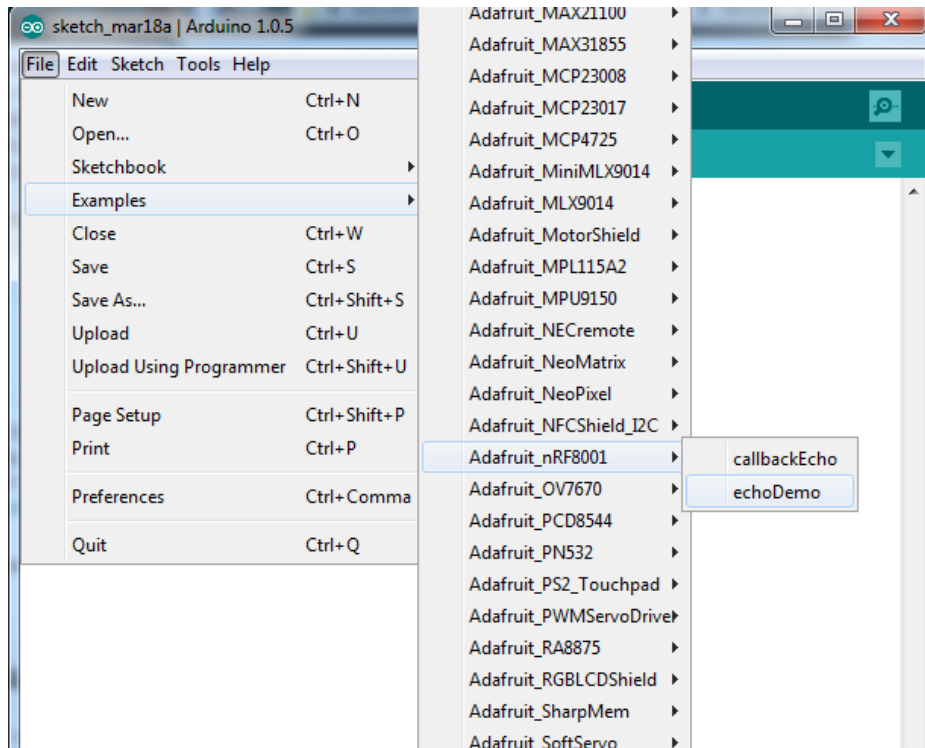 sketch_mar18a | Arduino 1.0.5
File Edit Sketch Tools Help
New Ctrl+N
Open... Ctrl+O
Sketchbook
Examples
Close Ctrl+W
Save Ctrl+S
Save As... Ctrl+Shift+S
Upload Ctrl+U
Upload Using Programmer Ctrl+Shift+U
Page Setup Ctrl+Shift+P
Print Ctrl+P
Preferences Ctrl+Comma
Quit Ctrl+Q
Adafruit_MAX21100
Adafruit_MAX31855
Adafruit_MCP23008
Adafruit_MCP23017
Adafruit_MCP4725
Adafruit_MiniMLX9014
Adafruit_MLX9014
Adafruit_MotorShield
Adafruit_MPL115A2
Adafruit_MPU9150
Adafruit_NECremote
Adafruit_NeoMatrix
Adafruit_NeoPixel
Adafruit_NFCShield_I2C
Adafruit_nRF8001
Adafruit_OV7670
Adafruit_PCD8544
Adafruit_PN532
Adafruit_PS2_Touchpad
Adafruit_PWMServoDriver
Adafruit_RA8875
Adafruit_RGBLCDShield
Adafruit_SharpMem
Adafruit_SoftServo
callbackEcho
echoDemo